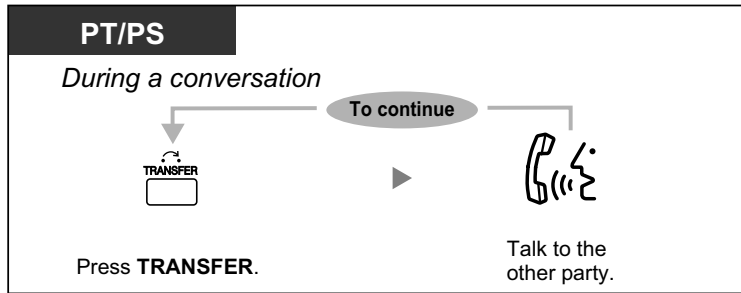 PT/PS
During a conversation
To continue
TRANSFER
Press TRANSFER.
Talk to the
other party.